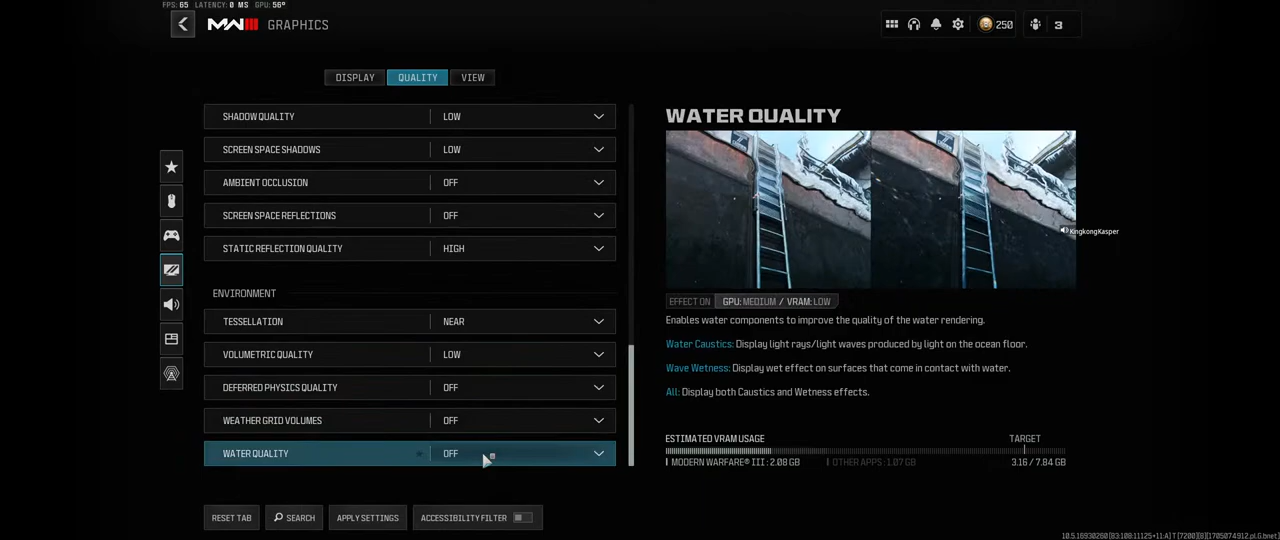 FPS: 65 LATENCY: 0 MS GPU: 56°
MWIII GRAPHICS
250
3
DISPLAY
QUALITY
VIEW
SHADOW QUALITY LOW
SCREEN SPACE SHADOWS LOW
AMBIENT OCCLUSION OFF
SCREEN SPACE REFLECTIONS OFF
STATIC REFLECTION QUALITY HIGH
ENVIRONMENT
TESSELLATION NEAR
VOLUMETRIC QUALITY LOW
DEFERRED PHYSICS QUALITY OFF
WEATHER GRID VOLUMES OFF
WATER QUALITY OFF
WATER QUALITY
KingkongKasper
EFFECT ON GPU: MEDIUM / VRAM: LOW
Enables water components to improve the quality of the water rendering.
Water Caustics: Display light rays/light waves produced by light on the ocean floor.
Wave Wetness: Display wet effect on surfaces that come in contact with water.
All: Display both Caustics and Wetness effects.
ESTIMATED VRAM USAGE TARGET
MODERN WARFARE® III : 2.08 GB OTHER APPS : 1.07 GB 3.16 / 7.84 GB
RESET TAB
SEARCH
APPLY SETTINGS
ACCESSIBILITY FILTER